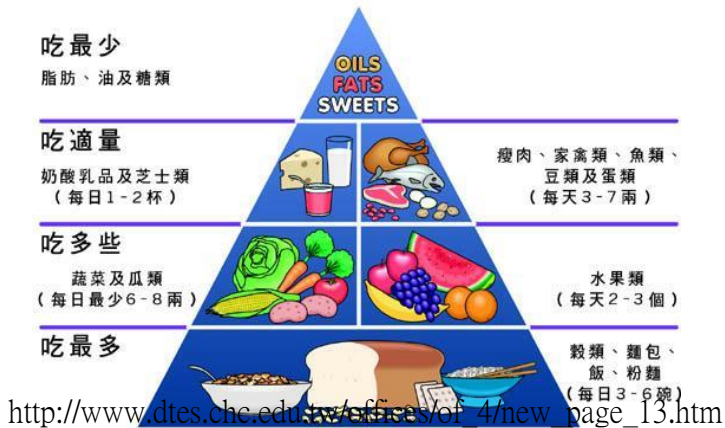 吃最少
脂肪、油及糖類
OILS
FATS
SWEETS
吃適量
奶酸乳品及芝士類
(每日1-2杯)
瘦肉、家禽類、魚類、
豆類及蛋類
(每天3-7兩)
吃多些
蔬菜及瓜類
(每日最少6-8兩)
水果類
(每天2-3個)
吃最多
穀類、麵包、
飯、粉麵
(每日3-6碗)
http://www.dtes.chc.edu.tw/offices/of_4/new_page_13.htm